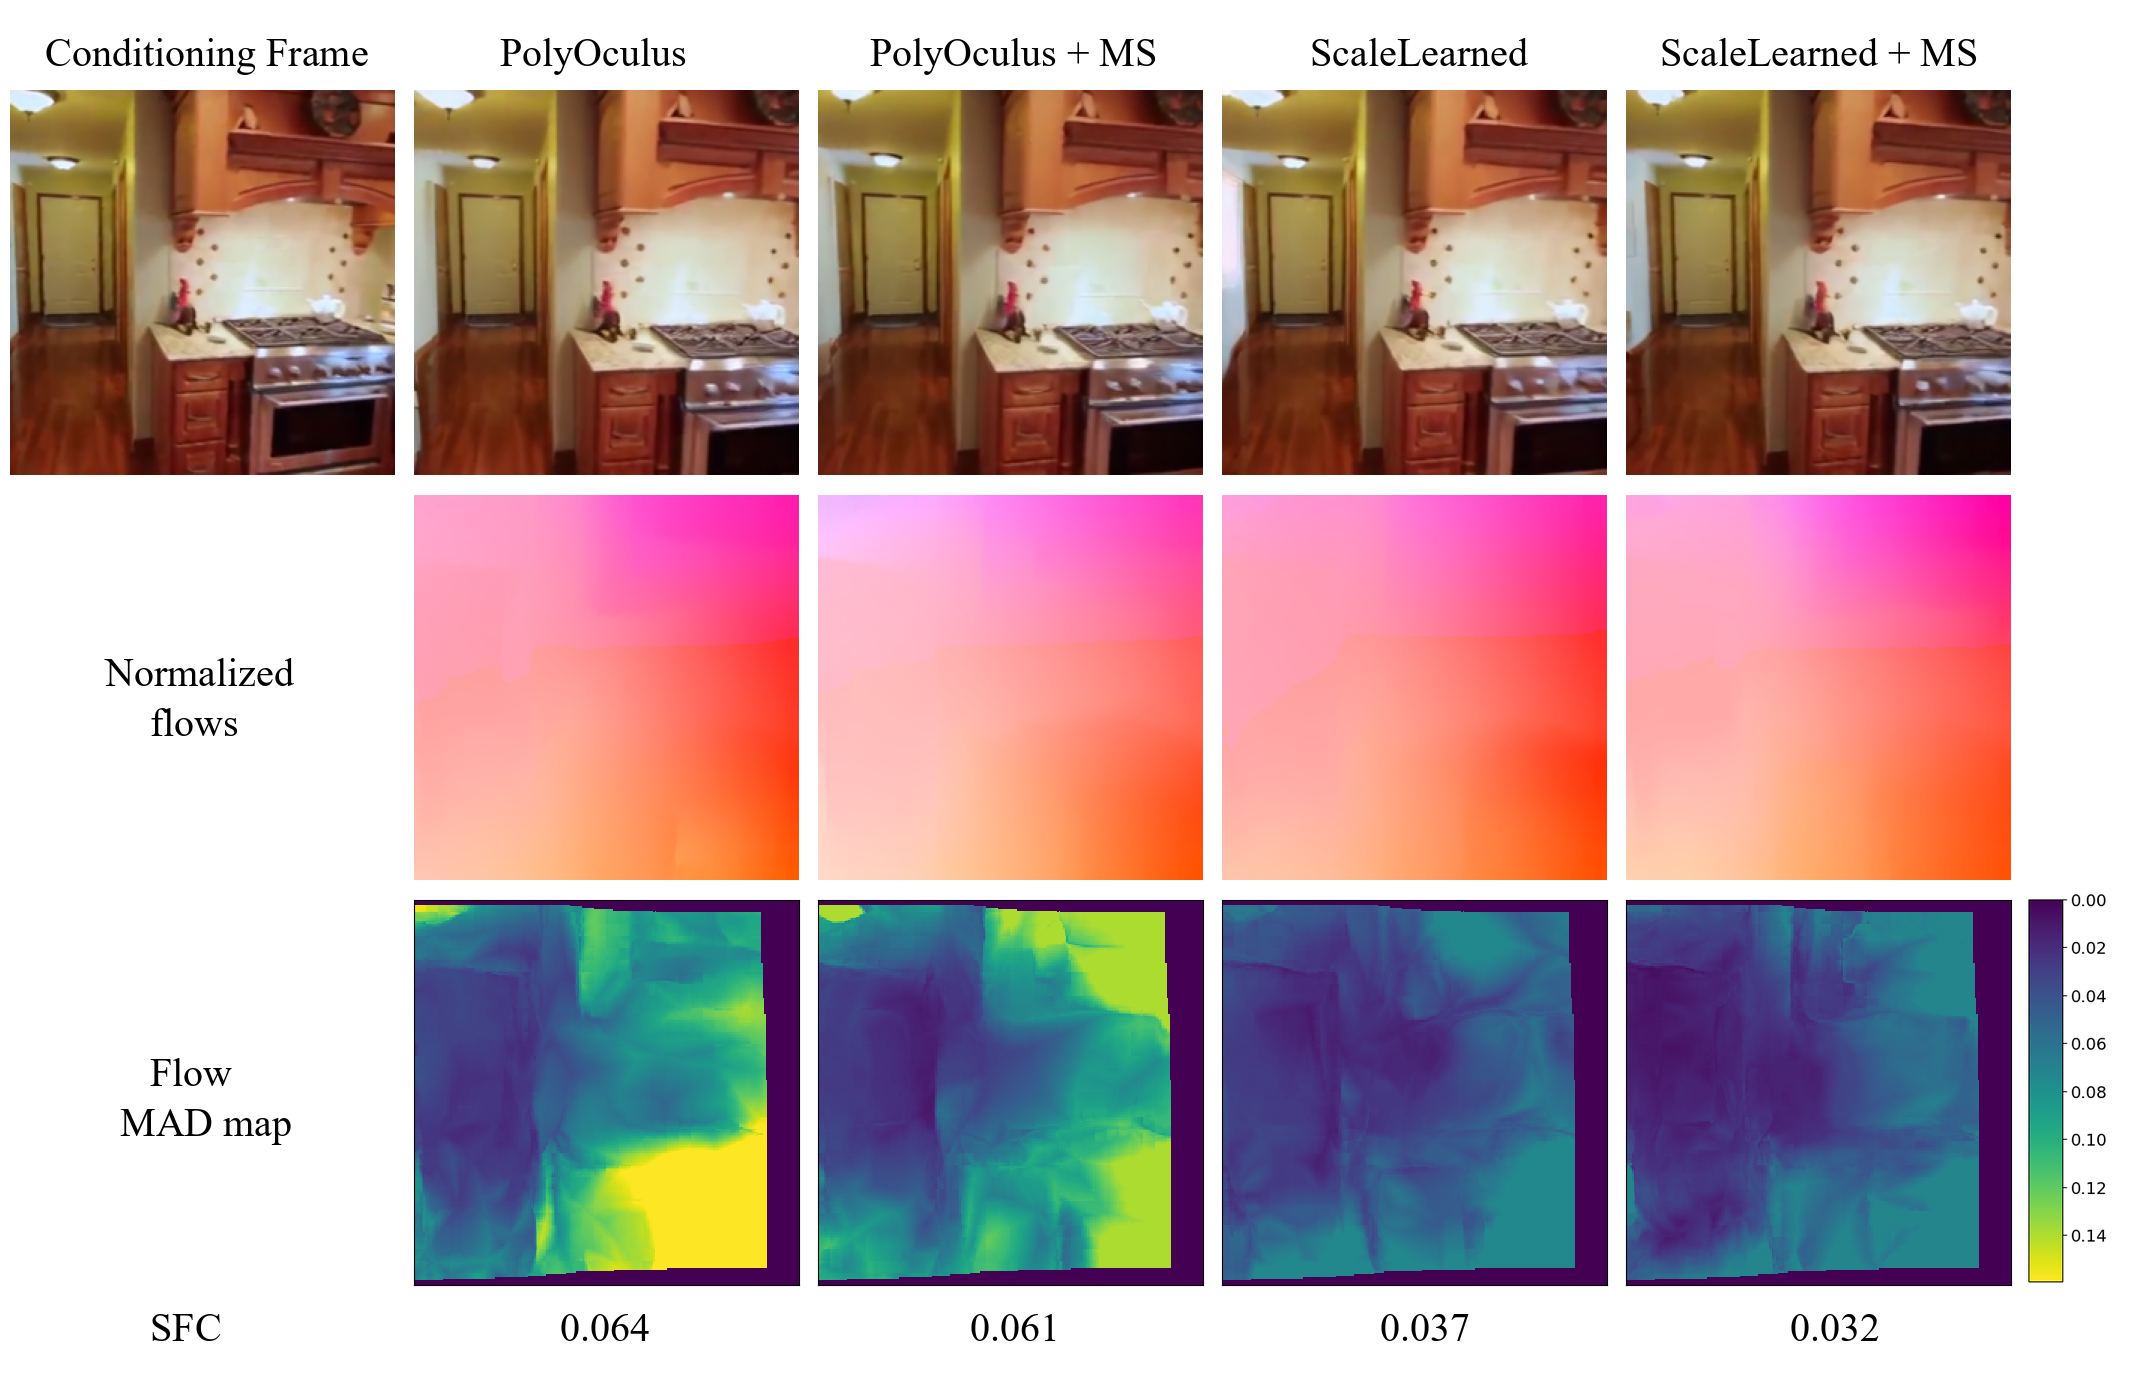 Conditioning Frame
PolyOculus
PolyOculus + MS
ScaleLearned
ScaleLearned + MS
Normalized
flows
Flow
MAD map
0.00
0.02
0.04
0.06
0.08
0.10
0.12
0.14
SFC
0.064
0.061
0.037
0.032